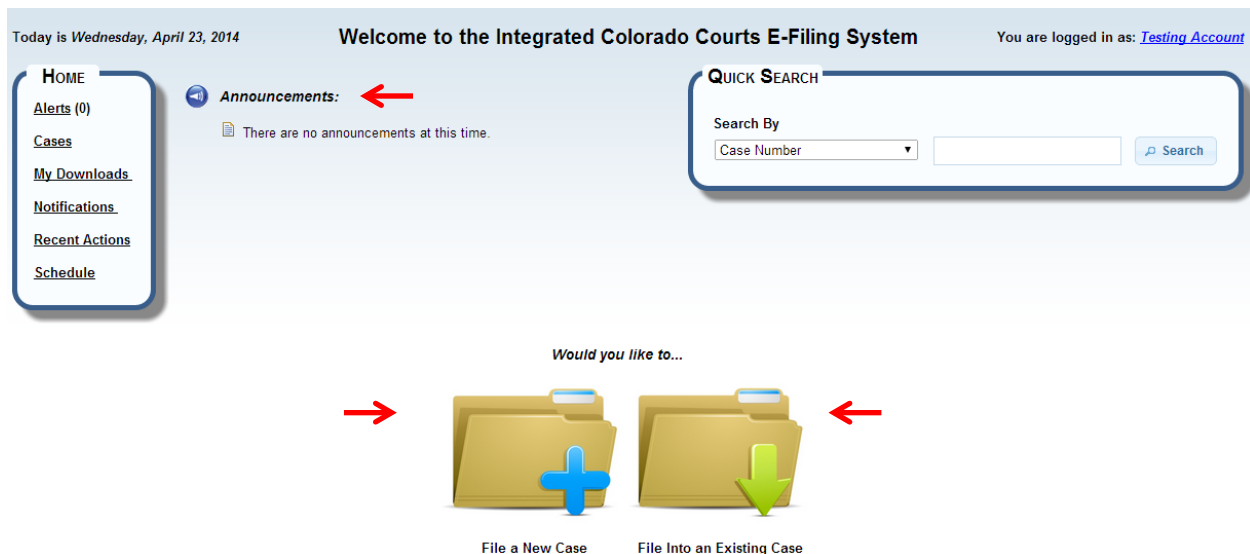 Today is Wednesday, April 23, 2014
Welcome to the Integrated Colorado Courts E-Filing System
You are logged in as: Testing Account
HOME
Alerts (0)
Cases
My Downloads
Notifications
Recent Actions
Schedule
Announcements:
There are no announcements at this time.
QUICK SEARCH
Search By
Case Number
Search
Would you like to...
File a New Case
File Into an Existing Case